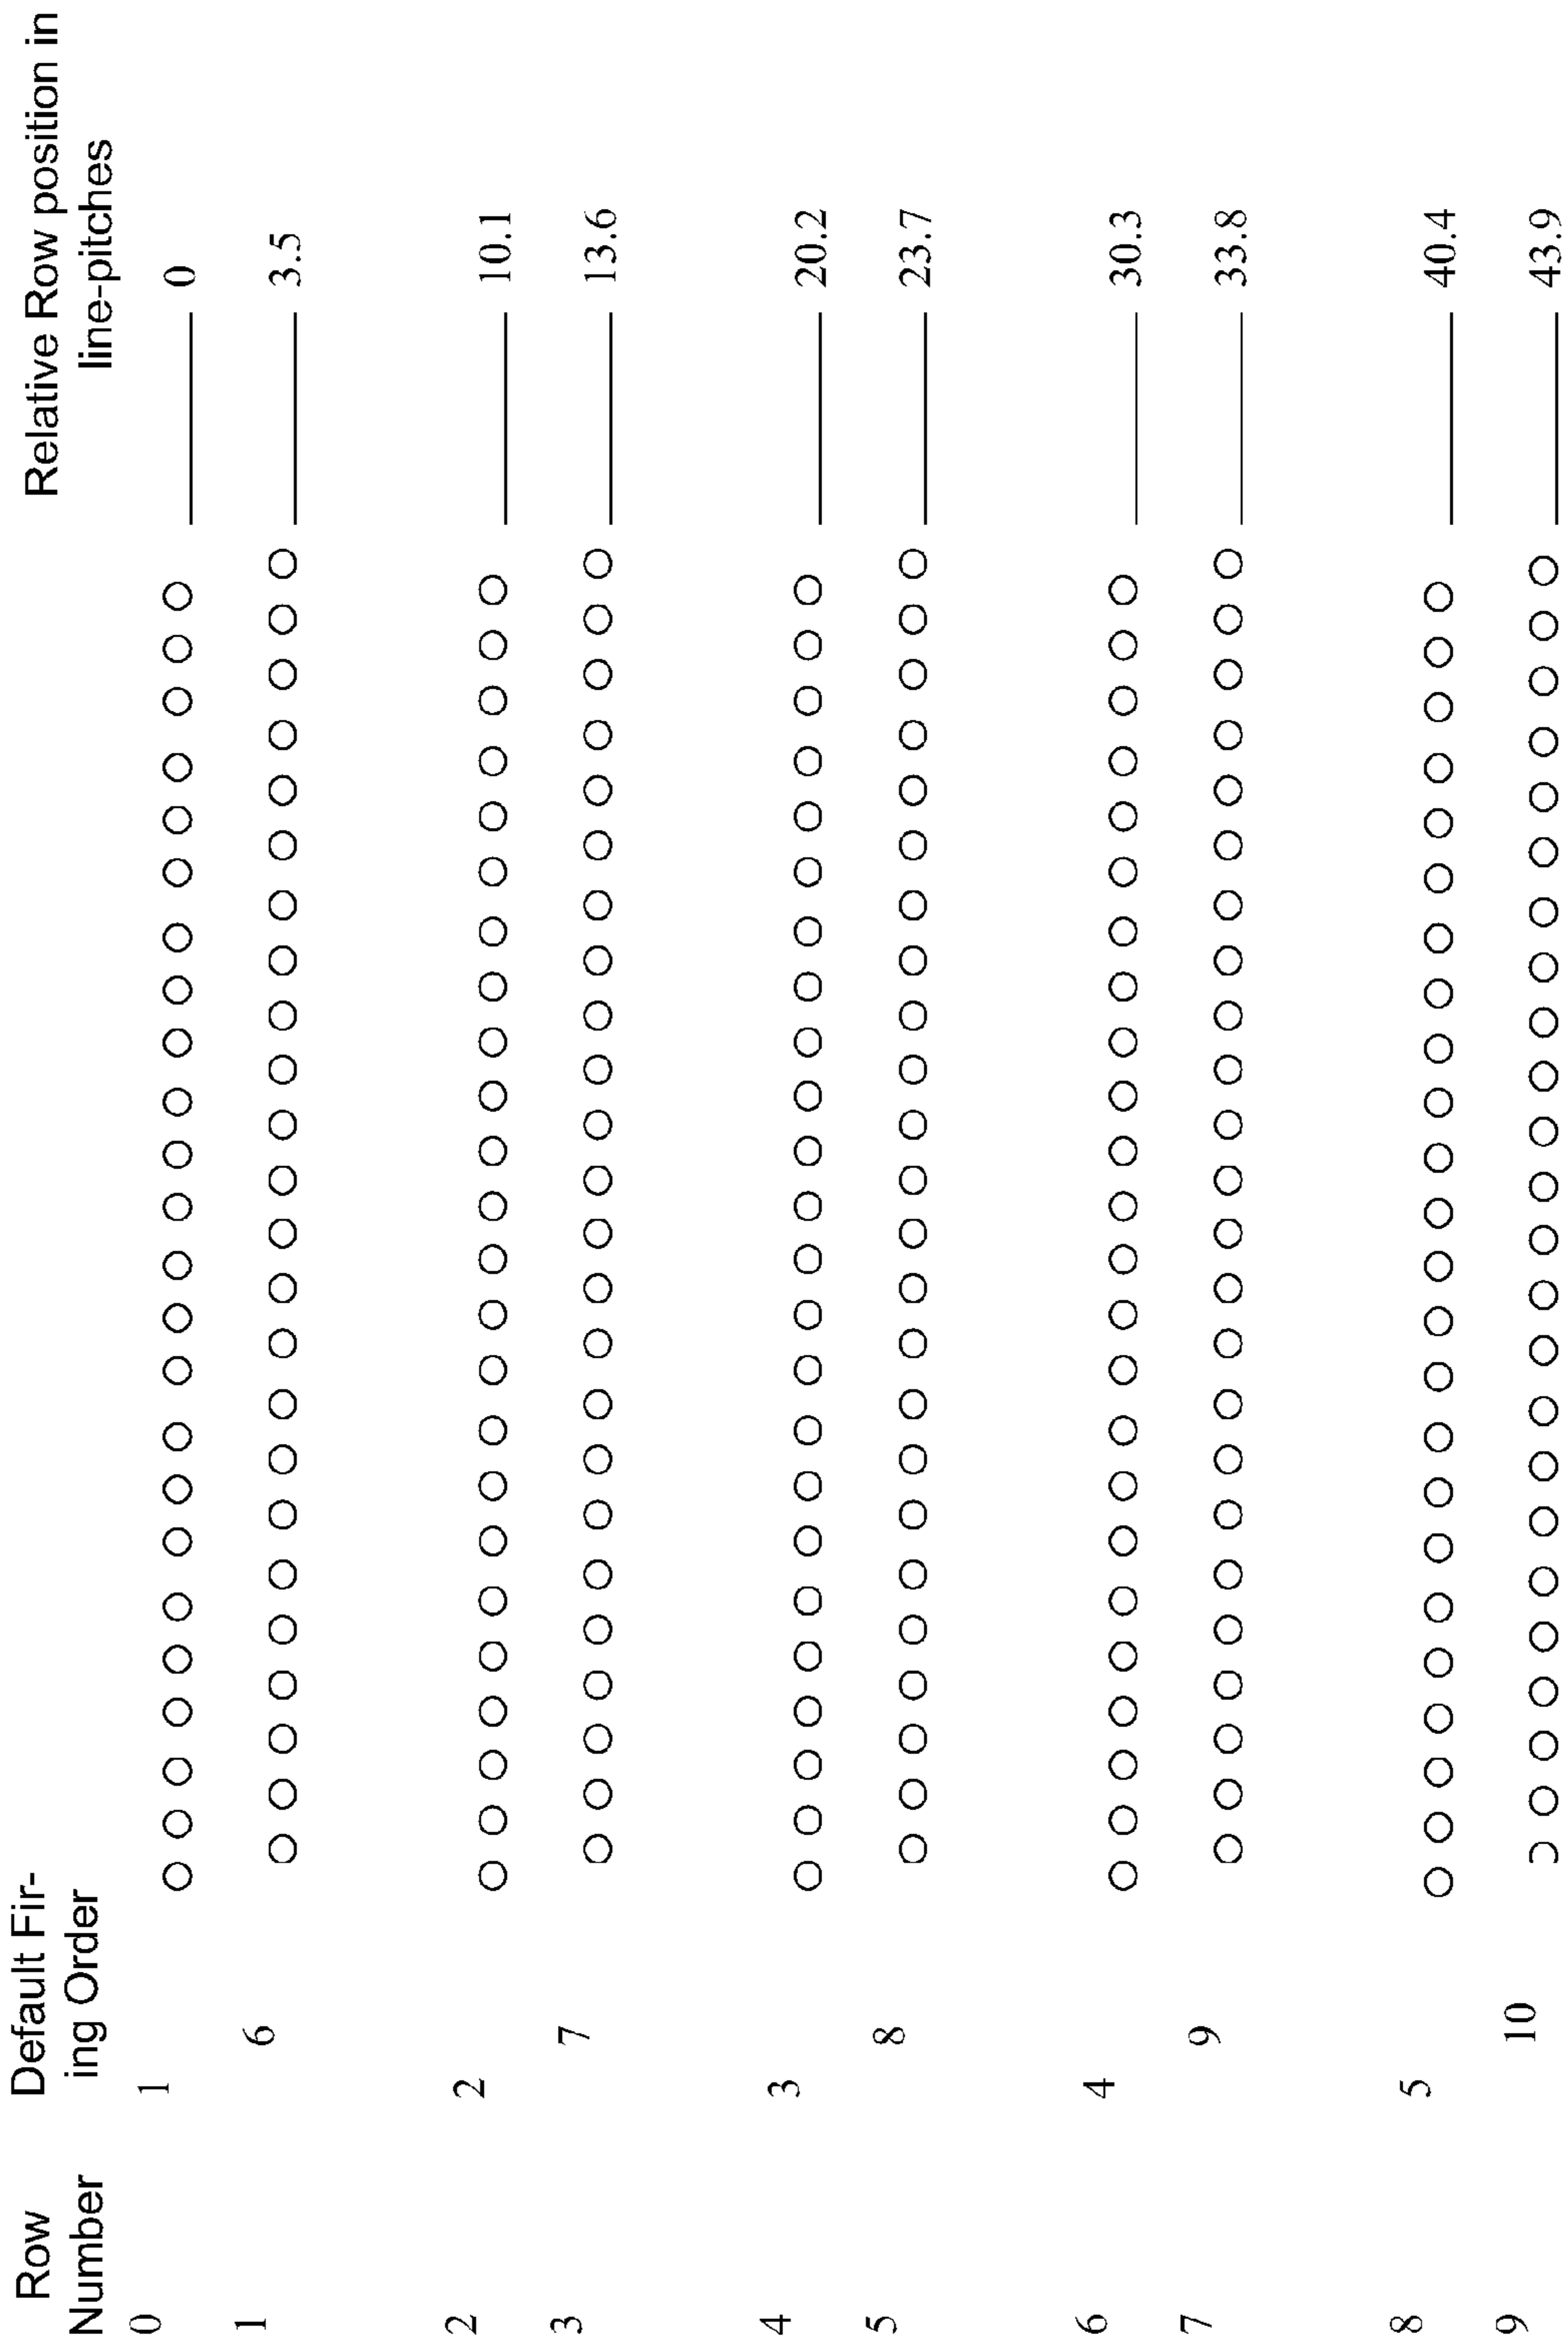 Row
Number
Default Fir-
ing Order
Relative Row position in
line-pitches
0 1 0
1 6 3.5
2 2 10.1
3 7 13.6
4 3 20.2
5 8 23.7
6 4 30.3
7 9 33.8
8 5 40.4
9 10 43.9